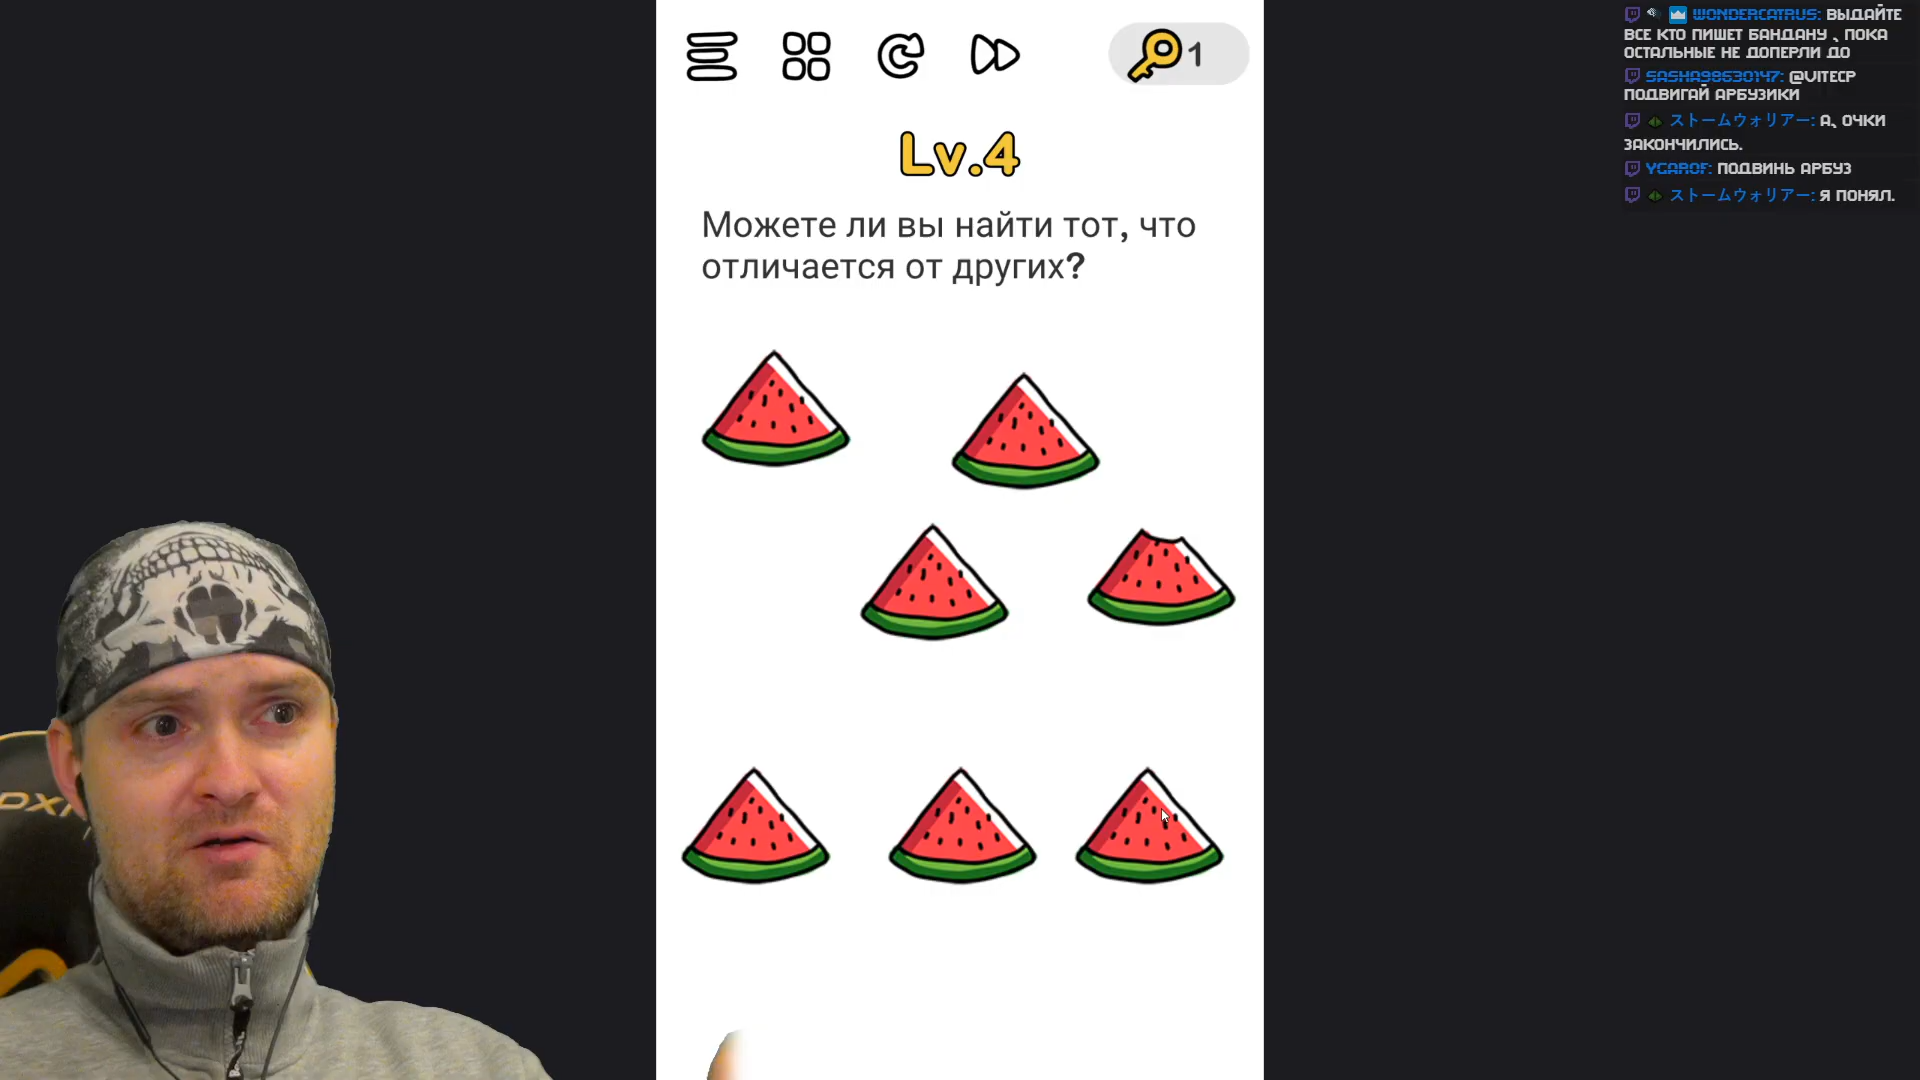 1
Lv.4
Можете ли вы найти тот, что
отличается от других?
WONDERCATRUS: ВЫДАЙТЕ
ВСЕ КТО ПИШЕТ БАНДАНУ , ПОКА
ОСТАЛЬНЫЕ НЕ ДОПЕРЛИ ДО
SASHA98630147: @VITECP
ПОДВИГАЙ АРБУЗИКИ
ストームウォリアー: А, ОЧКИ
ЗАКОНЧИЛИСЬ.
YGAROF: ПОДВИНЬ АРБУЗ
ストームウォリアー: Я ПОНЯЛ.